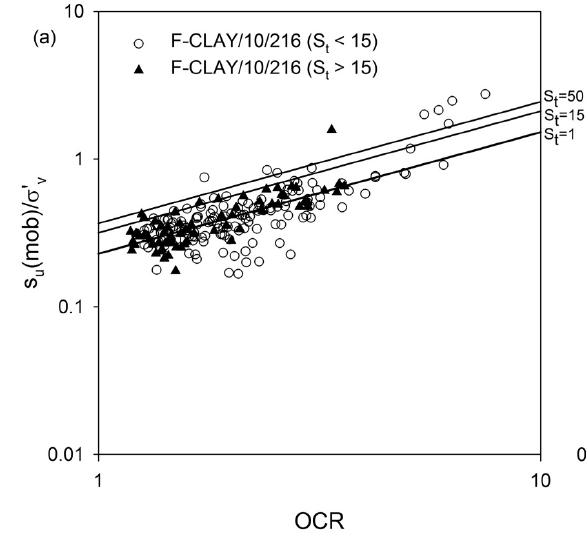 (a)
10
1
0.1
0.01
su(mob)/σ'v
F-CLAY/10/216 (St < 15)
F-CLAY/10/216 (St > 15)
St=50
St=15
St=1
1
10
0
OCR